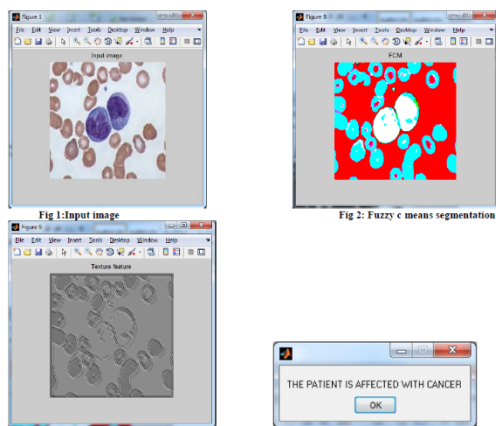 Figure 1
File Edit View Insert Tools Desktop Window Help
Input image
Fig 1:Input image
Figure 8
File Edit View Insert Tools Desktop Window Help
FCM
Fig 2: Fuzzy c means segmentation
Figure 5
File Edit View Insert Tools Desktop Window Help
Texture feature
THE PATIENT IS AFFECTED WITH CANCER
OK